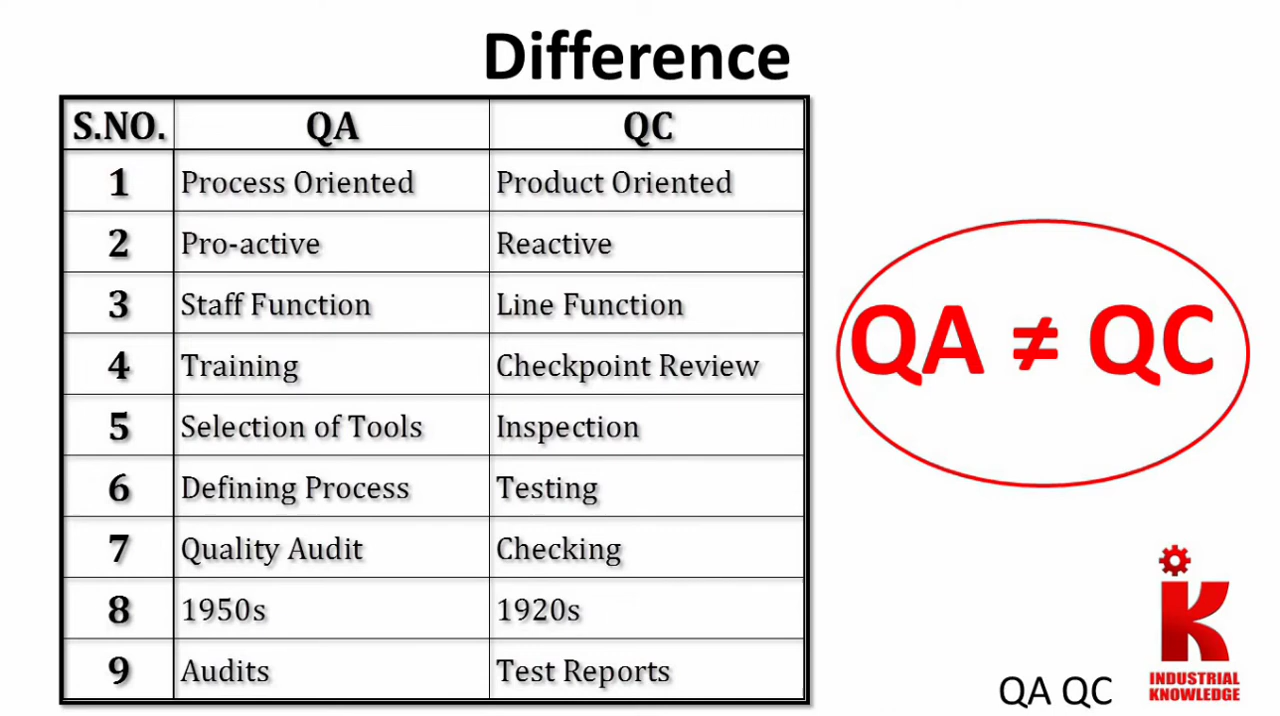 Difference
S.NO. QA QC
1 Process Oriented Product Oriented
2 Pro-active Reactive
3 Staff Function Line Function
4 Training Checkpoint Review
5 Selection of Tools Inspection
6 Defining Process Testing
7 Quality Audit Checking
8 1950s 1920s
9 Audits Test Reports
QA ≠ QC
K
INDUSTRIAL
KNOWLEDGE
QA QC